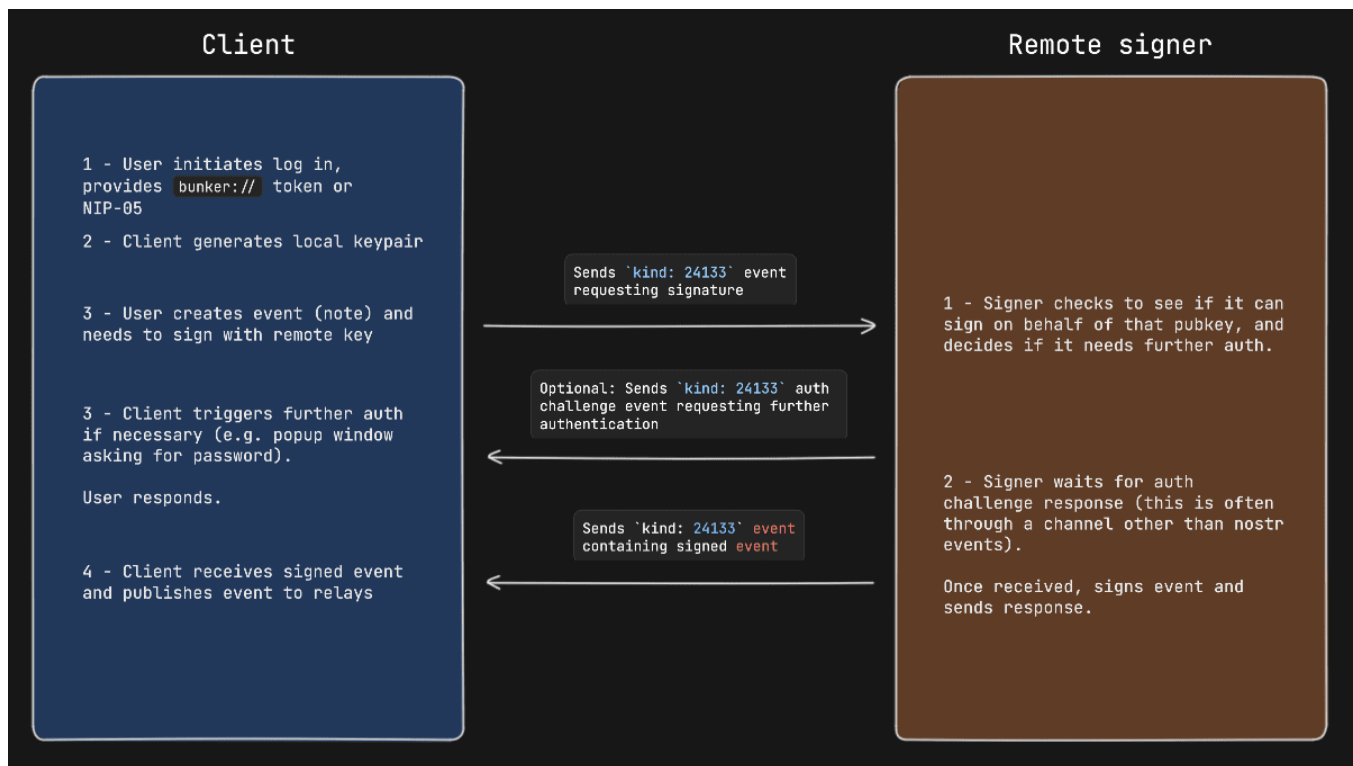 Client
Remote signer
1 - User initiates log in,
provides bunker:// token or
NIP-05
2 - Client generates local keypair
3 - User creates event (note) and
needs to sign with remote key
3 - Client triggers further auth
if necessary (e.g. popup window
asking for password).
User responds.
4 - Client receives signed event
and publishes event to relays
Sends `kind: 24133` event
requesting signature
Optional: Sends `kind: 24133` auth
challenge event requesting further
authentication
Sends `kind: 24133` event
containing signed event
1 - Signer checks to see if it can
sign on behalf of that pubkey, and
decides if it needs further auth.
2 - Signer waits for auth
challenge response (this is often
through a channel other than nostr
events).
Once received, signs event and
sends response.